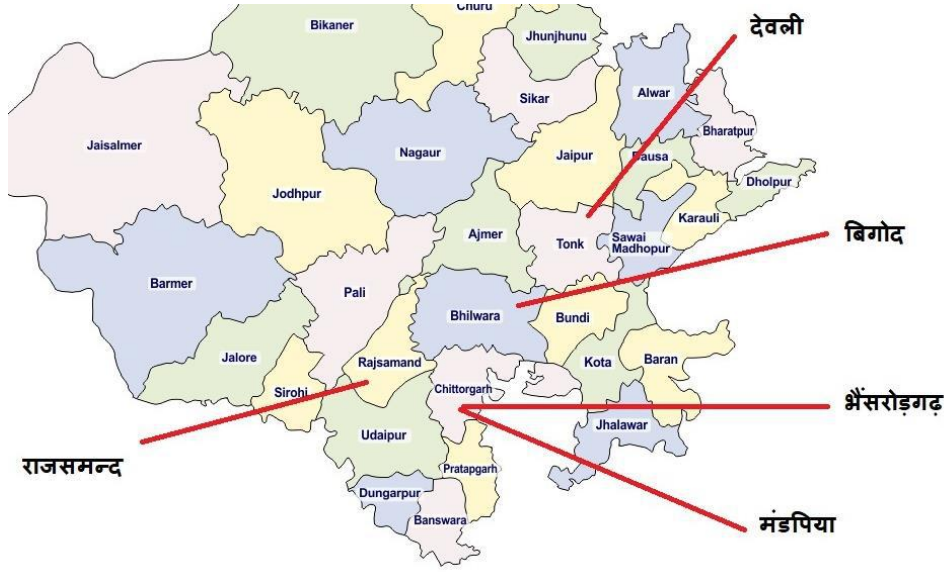 Churu
देवली
Bikaner
Jhunjhunu
Sikar
Alwar
Bharatpur
Jaisalmer
Nagaur
Jaipur
Dausa
Dholpur
Jodhpur
Karauli
बिगोद
Ajmer
Tonk
Sawai
Madhopur
Barmer
Pali
Bhilwara
Bundi
Jalore
Rajsamand
Kota
Baran
Sirohi
Chittorgarh
भैंसरोड़गढ़
Jhalawar
Udaipur
राजसमन्द
Pratapgarh
Dungarpur
Banswara
मंडपिया